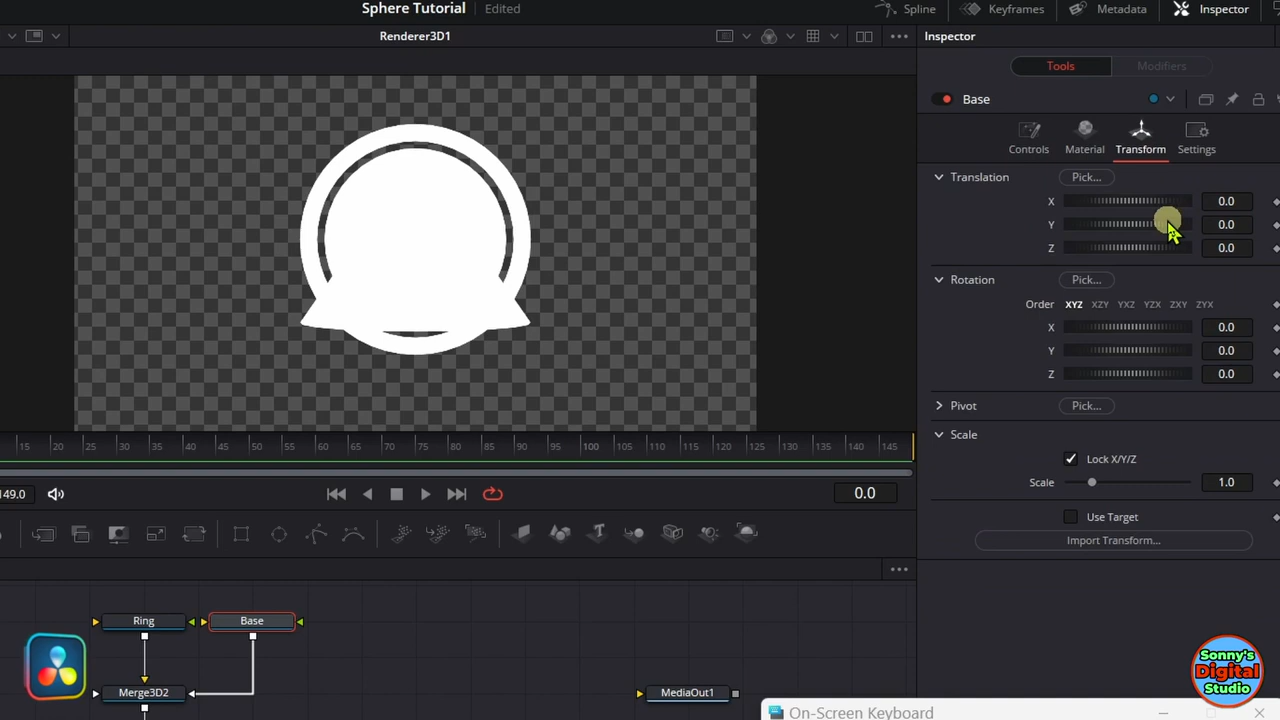 Sphere Tutorial Edited
Spline Keyframes Metadata Inspector
Renderer3D1
Inspector
Tools Modifiers
Base
Controls Material Transform Settings
Translation Pick...
X 0.0
Y 0.0
Z 0.0
Rotation Pick...
Order XYZ XZY YXZ YZX ZXY ZYX
X 0.0
Y 0.0
Z 0.0
Pivot Pick...
Scale
Lock X/Y/Z
Scale 1.0
Use Target
Import Transform...
15 20 25 30 35 40 45 50 55 60 65 70 75 80 85 90 95 100 105 110 115 120 125 130 135 140 145
149.0 0.0
Ring Base
Merge3D2 MediaOut1
Sonny's
Digital
Studio
On-Screen Keyboard